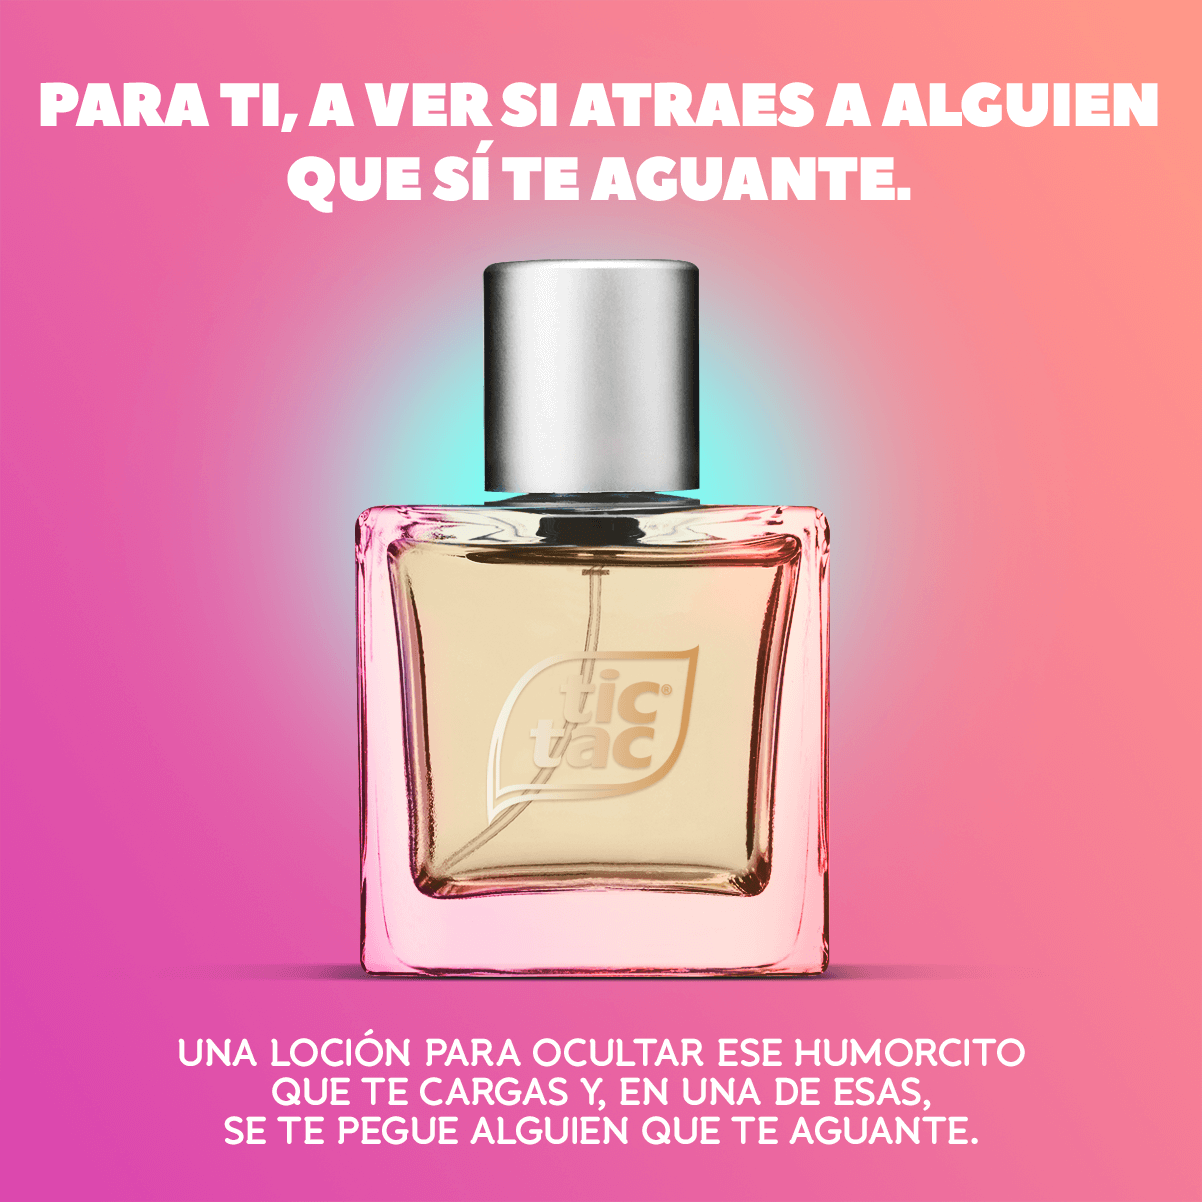 PARA TI, A VER SI ATRAES A ALGUIEN
QUE SÍ TE AGUANTE.
tic®
tac
UNA LOCIÓN PARA OCULTAR ESE HUMORCITO
QUE TE CARGAS Y, EN UNA DE ESAS,
SE TE PEGUE ALGUIEN QUE TE AGUANTE.